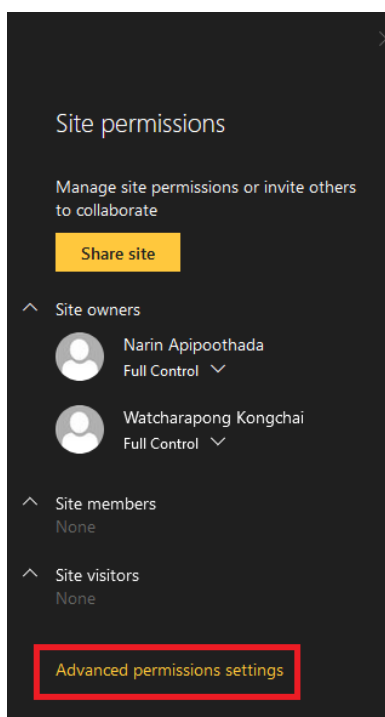 Site permissions
Manage site permissions or invite others
to collaborate
Share site
Site owners
Narin Apipoothada
Full Control
Watcharapong Kongchai
Full Control
Site members
None
Site visitors
None
Advanced permissions settings